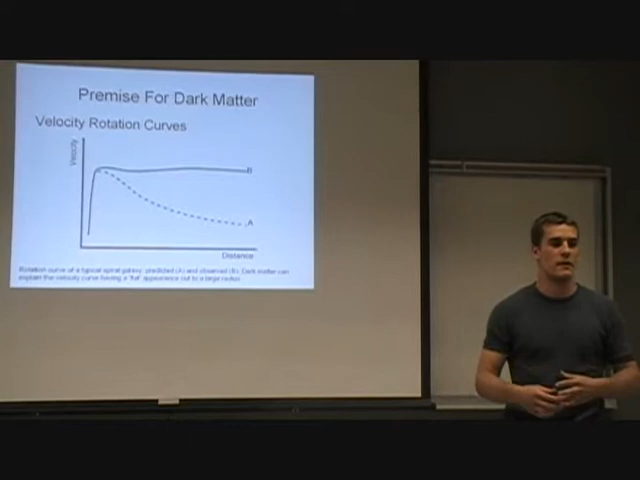 Premise For Dark Matter
Velocity Rotation Curves
Velocity
B
A
Distance
Rotation curve of a typical spiral galaxy: predicted (A) and observed (B). Dark matter can
explain the velocity curve having a 'flat' appearance out to a large radius